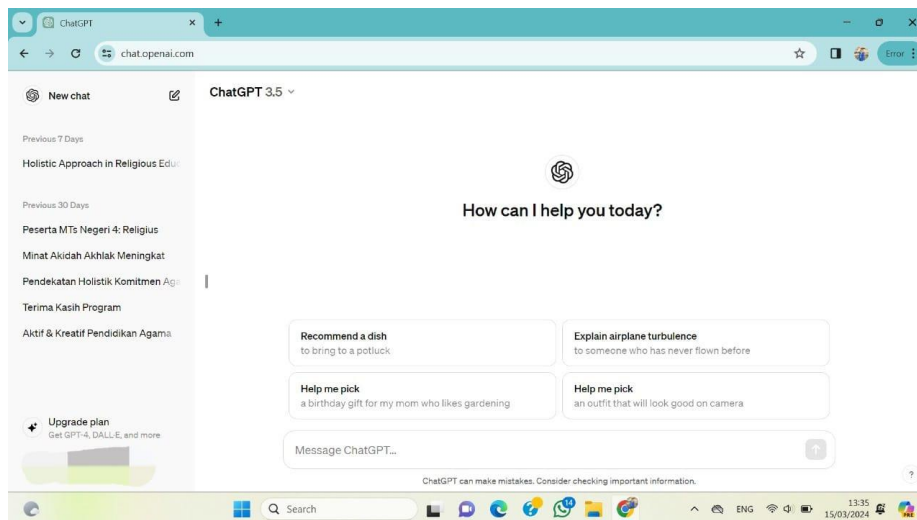 ChatGPT
chat.openai.com
Error
New chat
ChatGPT 3.5
Previous 7 Days
Holistic Approach in Religious Edu
Previous 30 Days
Peserta MTs Negeri 4: Religius
Minat Akidah Akhlak Meningkat
Pendekatan Holistik Komitmen Ag
Terima Kasih Program
Aktif & Kreatif Pendidikan Agama
How can I help you today?
Recommend a dish
to bring to a potluck
Explain airplane turbulence
to someone who has never flown before
Help me pick
a birthday gift for my mom who likes gardening
Help me pick
an outfit that will look good on camera
Upgrade plan
Get GPT-4, DALL·E, and more
Message ChatGPT...
ChatGPT can make mistakes. Consider checking important information.
?
Search
14
ENG
13:35
15/03/2024
PRE